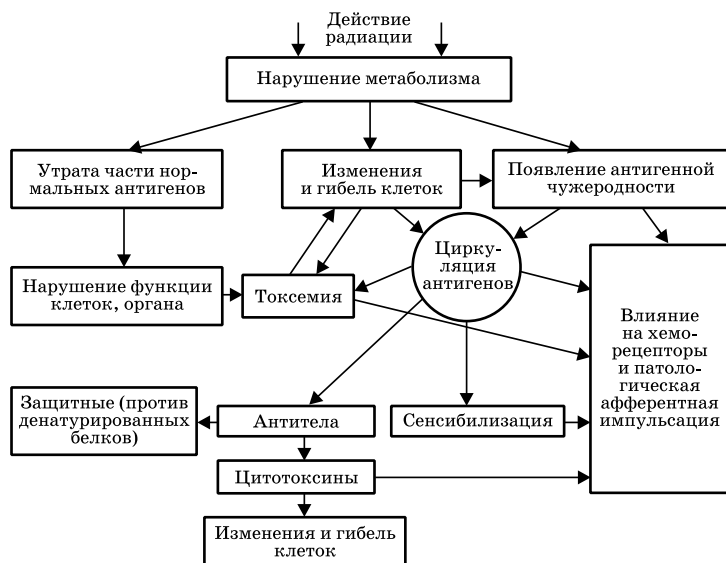 Действие
радиации
Нарушение метаболизма
Утрата части нор-
мальных антигенов
Изменения
и гибель клеток
Появление антигенной
чужеродности
Цирку-
ляция
антигенов
Нарушение функции
клеток, органа
Токсемия
Влияние
на хемо-
рецепторы
и патоло-
гическая
афферентная
импульсация
Защитные (против
денатурированных
белков)
Антитела
Сенсибилизация
Цитотоксины
Изменения и гибель
клеток